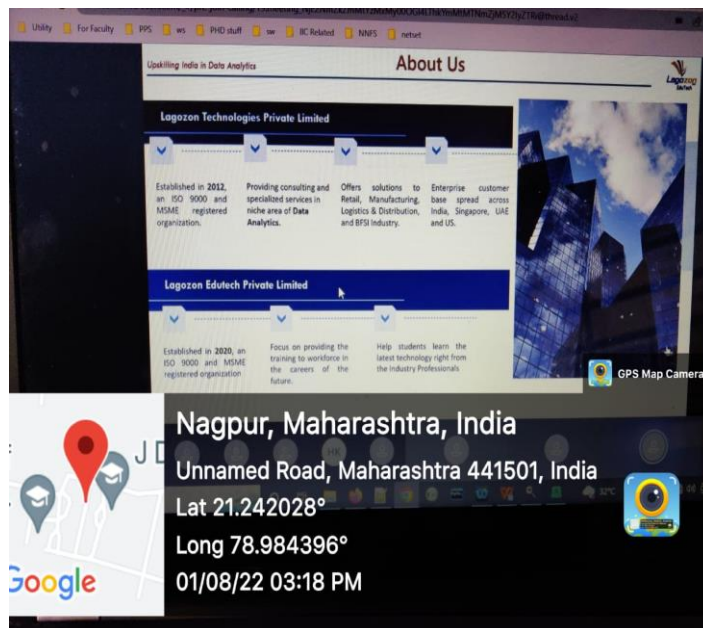 Utility For Faculty PPS ws PHD stuff sw IIC Related NNFS netset
Upskilling India in Data Analytics
About Us
Lagozon
EduTech
Lagozon Technologies Private Limited
Established in 2012,
an ISO 9000 and
MSME registered
organization.
Providing consulting and
specialized services in
niche area of Data
Analytics.
Offers solutions to
Retail, Manufacturing,
Logistics & Distribution,
and BFSI Industry.
Enterprise customer
base spread across
India, Singapore, UAE
and US.
Lagozon Edutech Private Limited
Established in 2020, an
ISO 9000 and MSME
registered organization
Focus on providing the
training to workforce in
the careers of the
future.
Help students learn the
latest technology right from
the Industry Professionals
GPS Map Camera
HK
32°C
J D
Google
Nagpur, Maharashtra, India
Unnamed Road, Maharashtra 441501, India
Lat 21.242028°
Long 78.984396°
01/08/22 03:18 PM